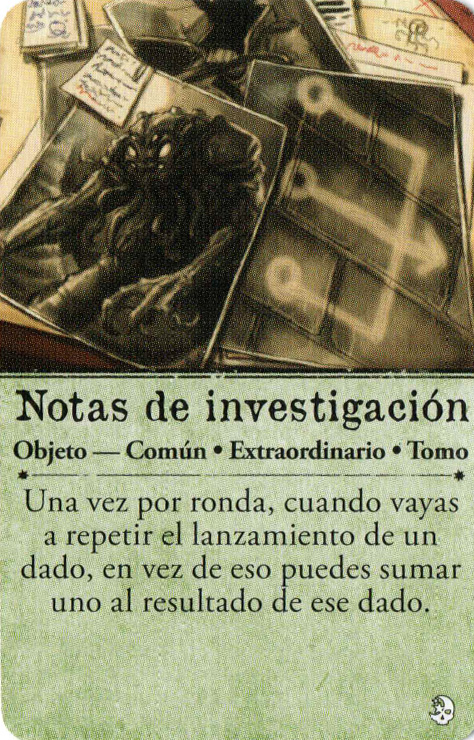 Notas de investigación
Objeto — Común • Extraordinario • Tomo
Una vez por ronda, cuando vayas
a repetir el lanzamiento de un
dado, en vez de eso puedes sumar
uno al resultado de ese dado.